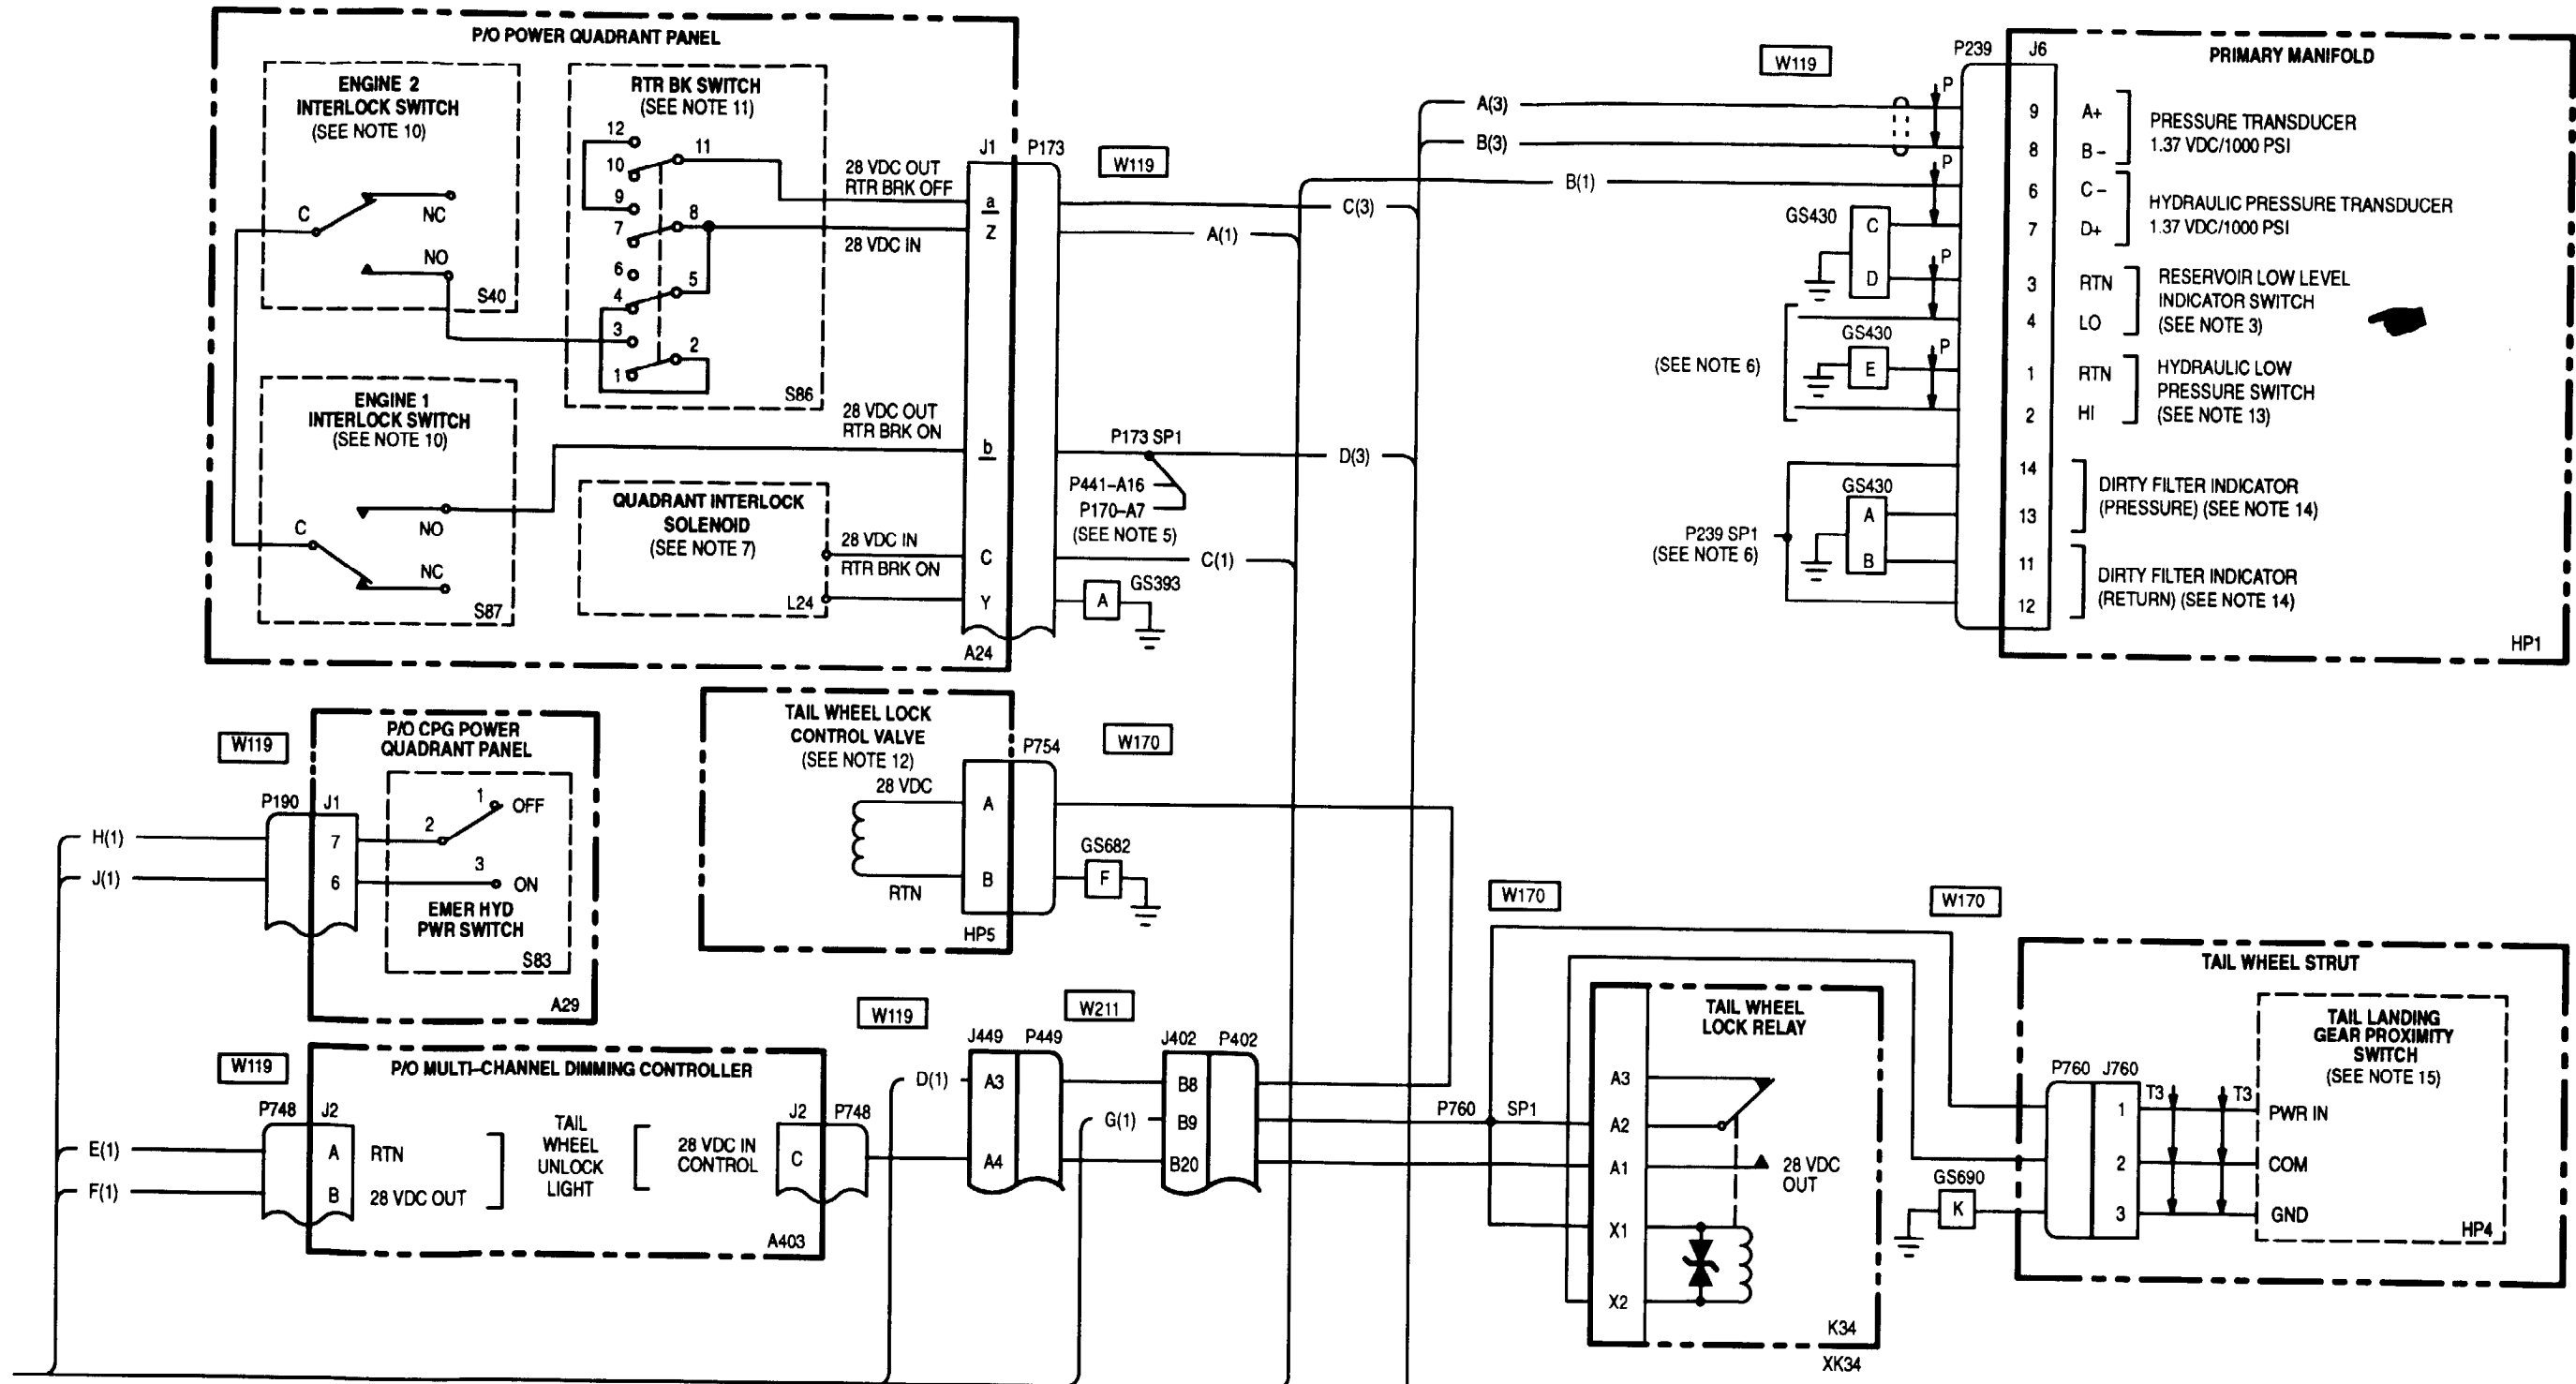 P/O POWER QUADRANT PANEL
ENGINE 2
INTERLOCK SWITCH
(SEE NOTE 10)
C
NC
NO
S40
RTR BK SWITCH
(SEE NOTE 11)
12
11
10
9
8
7
6
5
4
3
2
1
S86
28 VDC OUT
RTR BRK OFF
28 VDC IN
J1
P173
a
Z
W119
C(3)
A(1)
ENGINE 1
INTERLOCK SWITCH
(SEE NOTE 10)
C
NO
NC
S87
28 VDC OUT
RTR BRK ON
b
P173 SP1
D(3)
P441-A16
P170-A7
(SEE NOTE 5)
QUADRANT INTERLOCK
SOLENOID
(SEE NOTE 7)
L24
28 VDC IN
RTR BRK ON
C
Y
C(1)
A
GS393
A24
W119
P239
J6
PRIMARY MANIFOLD
A(3)
B(3)
B(1)
P
P
P
P
9
A+
8
B-
PRESSURE TRANSDUCER
1.37 VDC/1000 PSI
6
C-
7
D+
HYDRAULIC PRESSURE TRANSDUCER
1.37 VDC/1000 PSI
GS430
C
D
3
RTN
4
LO
RESERVOIR LOW LEVEL
INDICATOR SWITCH
(SEE NOTE 3)
(SEE NOTE 6)
GS430
E
1
RTN
2
HI
HYDRAULIC LOW
PRESSURE SWITCH
(SEE NOTE 13)
P239 SP1
(SEE NOTE 6)
GS430
A
B
14
13
DIRTY FILTER INDICATOR
(PRESSURE) (SEE NOTE 14)
11
12
DIRTY FILTER INDICATOR
(RETURN) (SEE NOTE 14)
HP1
W119
P/O CPG POWER
QUADRANT PANEL
P190
J1
H(1)
J(1)
7
6
2
1
OFF
3
ON
EMER HYD
PWR SWITCH
S83
A29
TAIL WHEEL LOCK
CONTROL VALVE
(SEE NOTE 12)
28 VDC
RTN
A
B
P754
W170
GS682
F
HP5
W119
P/O MULTI-CHANNEL DIMMING CONTROLLER
P748
J2
E(1)
F(1)
A
RTN
B
28 VDC OUT
TAIL
WHEEL
UNLOCK
LIGHT
28 VDC IN
CONTROL
J2
P748
C
A403
W119
W211
D(1)
J449
P449
A3
A4
G(1)
J402
P402
B8
B9
B20
P760
SP1
W170
TAIL WHEEL
LOCK RELAY
A3
A2
A1
28 VDC
OUT
X1
X2
K34
XK34
W170
TAIL WHEEL STRUT
TAIL LANDING
GEAR PROXIMITY
SWITCH
(SEE NOTE 15)
P760
J760
1
T3
T3
PWR IN
2
COM
3
GND
GS690
K
HP4